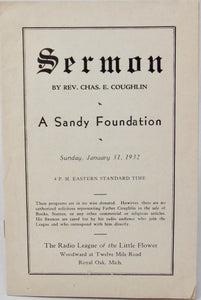 Sermon
BY REV. CHAS. E. COUGHLIN
A Sandy Foundation
Sunday, January 31, 1932
4 P. M. EASTERN STANDARD TIME
These programs are in no wise donated. However, there are no
authorized solicitors representing Father Coughlin in the sale of
Books, Stories, or any other commercial or religious articles.
His Sermons are cared for by his radio audience who join the
League and who correspond with him directly.
The Radio League of the Little Flower
Woodward at Twelve Mile Road
Royal Oak, Mich.